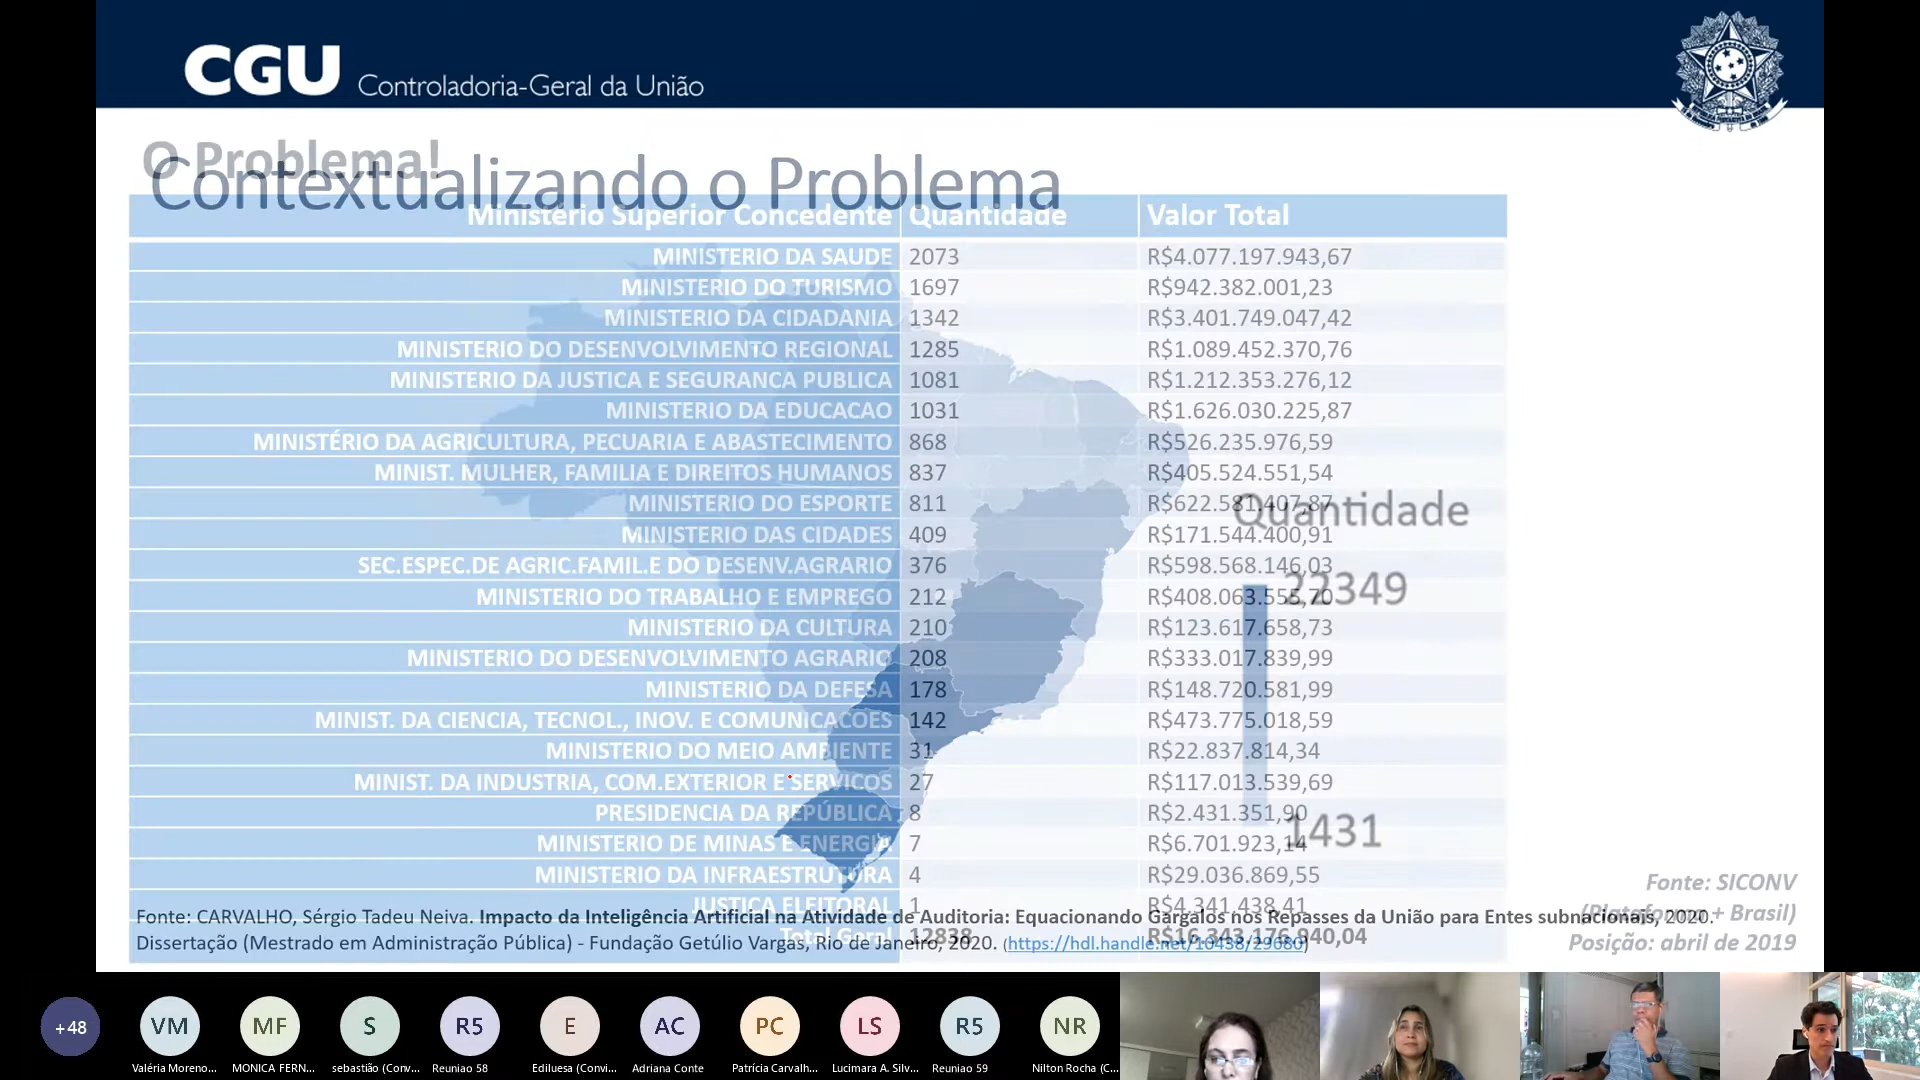 CGU Controladoria-Geral da União
O Problema!
Contextualizando o Problema
Ministério Superior Concedente Quantidade Valor Total
MINISTERIO DA SAUDE 2073 R$4.077.197.943,67
MINISTERIO DO TURISMO 1697 R$942.382.001,23
MINISTERIO DA CIDADANIA 1342 R$3.401.749.047,42
MINISTERIO DO DESENVOLVIMENTO REGIONAL 1285 R$1.089.452.370,76
MINISTERIO DA JUSTICA E SEGURANCA PUBLICA 1081 R$1.212.353.276,12
MINISTERIO DA EDUCACAO 1031 R$1.626.030.225,87
MINISTÉRIO DA AGRICULTURA, PECUARIA E ABASTECIMENTO 868 R$526.235.976,59
MINIST. MULHER, FAMILIA E DIREITOS HUMANOS 837 R$405.524.551,54
MINISTERIO DO ESPORTE 811 R$622.581.407,87
Quantidade
MINISTERIO DAS CIDADES 409 R$171.544.400,91
SEC.ESPEC.DE AGRIC.FAMIL.E DO DESENV.AGRARIO 376 R$598.568.146,03
MINISTERIO DO TRABALHO E EMPREGO 212 R$408.063.555,70
22349
MINISTERIO DA CULTURA 210 R$123.617.658,73
MINISTERIO DO DESENVOLVIMENTO AGRARIO 208 R$333.017.839,99
MINISTERIO DA DEFESA 178 R$148.720.581,99
MINIST. DA CIENCIA, TECNOL., INOV. E COMUNICACOES 142 R$473.775.018,59
MINISTERIO DO MEIO AMBIENTE 31 R$22.837.814,34
MINIST. DA INDUSTRIA, COM.EXTERIOR E SERVICOS 27 R$117.013.539,69
PRESIDENCIA DA REPÚBLICA 8 R$2.431.351,90
1431
MINISTERIO DE MINAS E ENERGIA 7 R$6.701.923,14
MINISTERIO DA INFRAESTRUTORA 4 R$29.036.869,55
JUSTICA ELEITORAL 1 R$4.341.438,41
Total Geral 12838 R$16.343.176.940,04
Fonte: SICONV
(Plataforma + Brasil)
Posição: abril de 2019
Fonte: CARVALHO, Sérgio Tadeu Neiva. Impacto da Inteligência Artificial na Atividade de Auditoria: Equacionando Gargalos nos Repasses da União para Entes subnacionais, 2020.
Dissertação (Mestrado em Administração Pública) - Fundação Getúlio Vargas, Rio de Janeiro, 2020. (https://hdl.handle.net/10438/29680)
+48 VM MF S R5 E AC PC LS R5 NR
Valéria Moreno... MONICA FERN... sebastião (Conv... Reuniao 58 Ediluesa (Convi... Adriana Conte Patrícia Carvalh... Lucimara A. Silv... Reuniao 59 Nilton Rocha (C...